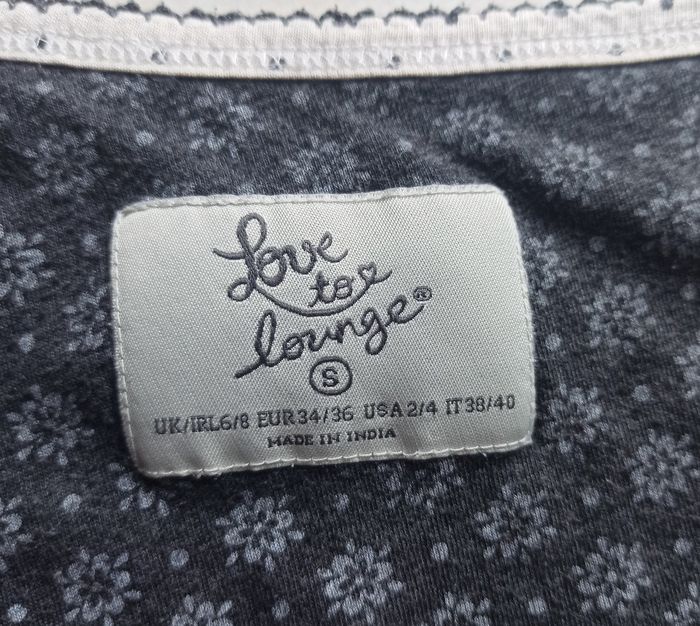 Love
to
lounge®
S
UK/IRL6/8 EUR34/36 USA2/4 IT38/40
MADE IN INDIA